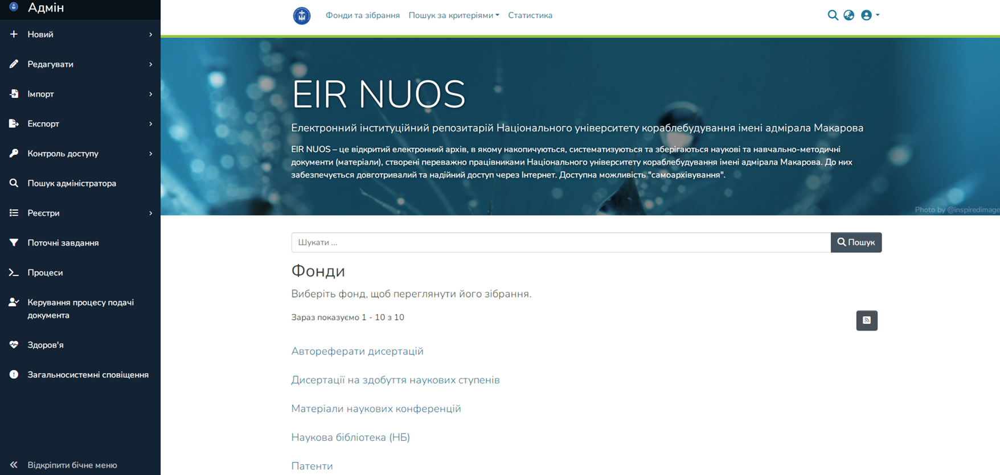 Адмін
Новий
Редагувати
Імпорт
Експорт
Контроль доступу
Пошук адміністратора
Реєстри
Поточні завдання
Процеси
Керування процесу подачі
документа
Здоров'я
Загальносистемні сповіщення
Відкріпити бічне меню
Фонди та зібрання Пошук за критеріями Статистика
EIR NUOS
Електронний інституційний репозитарій Національного університету кораблебудування імені адмірала Макарова
EIR NUOS – це відкритий електронний архів, в якому накопичуються, систематизуються та зберігаються наукові та навчально-методичні
документи (матеріали), створені переважно працівниками Національного університету кораблебудування імені адмірала Макарова. До них
забезпечується довготривалий та надійний доступ через Інтернет. Доступна можливість "самоархівування".
Photo by @inspiredimage
Шукати ...
Пошук
Фонди
Виберіть фонд, щоб переглянути його зібрання.
Зараз показуємо 1 - 10 з 10
Автореферати дисертацій
Дисертації на здобуття наукових ступенів
Матеріали наукових конференцій
Наукова бібліотека (НБ)
Патенти